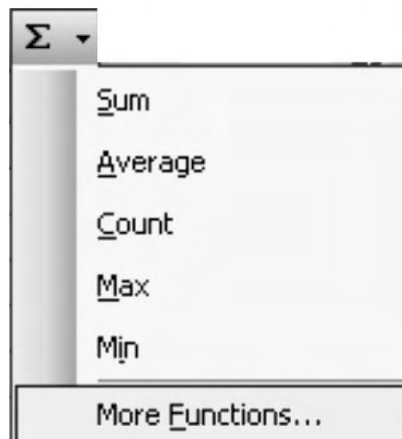 Σ
Sum
Average
Count
Max
Min
More Functions...